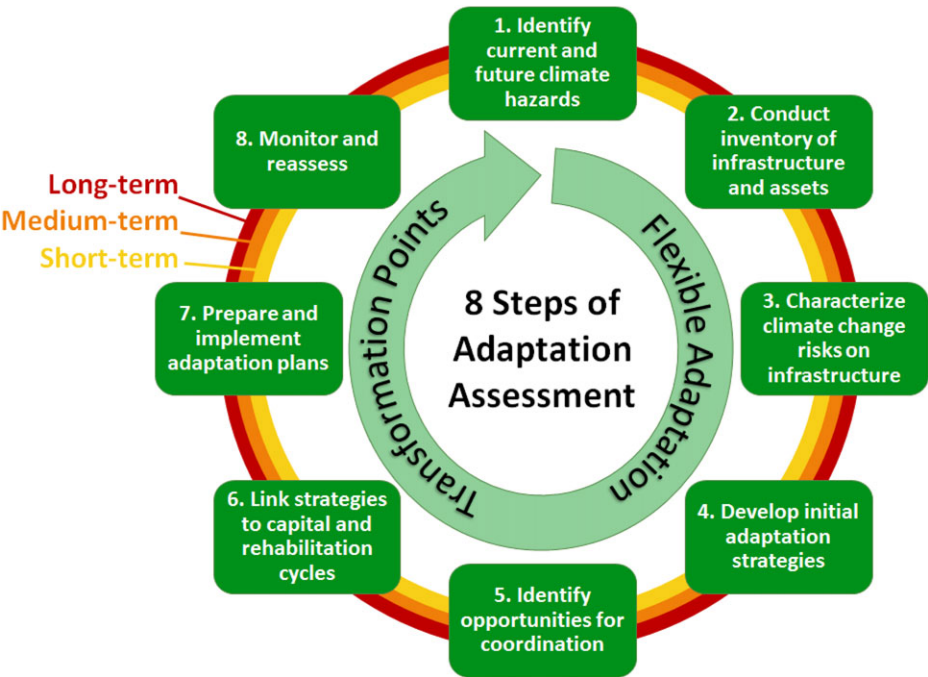 1. Identify
current and
future climate
hazards
2. Conduct
inventory of
infrastructure
and assets
3. Characterize
climate change
risks on
infrastructure
4. Develop initial
adaptation
strategies
5. Identify
opportunities for
coordination
6. Link strategies
to capital and
rehabilitation
cycles
7. Prepare and
implement
adaptation plans
8. Monitor and
reassess
Long-term
Medium-term
Short-term
Flexible Adaptation
Transformation Points
8 Steps of
Adaptation
Assessment